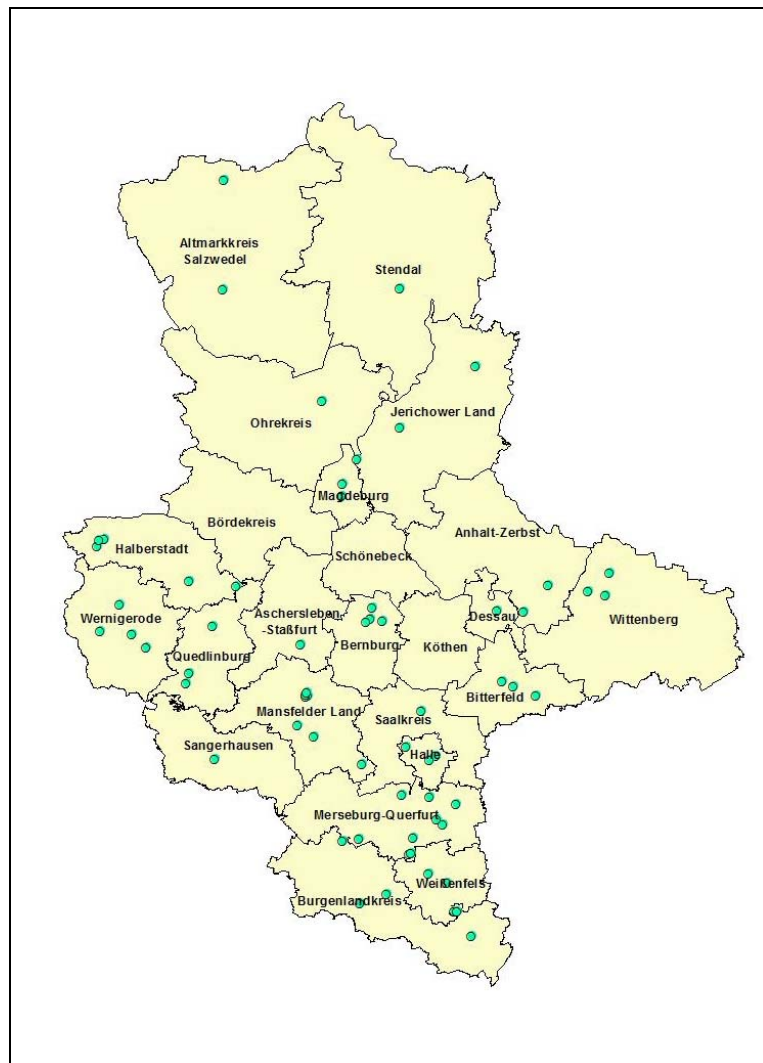 Altmarkkreis
Salzwedel
Stendal
Ohrekreis
Jerichower Land
Magdeburg
Bördekreis
Anhalt-Zerbst
Halberstadt
Schönebeck
Wernigerode
Aschersleben
-Staßfurt
Dessau
Wittenberg
Quedlinburg
Bernburg
Köthen
Bitterfeld
Mansfelder Land
Saalkreis
Sangerhausen
Halle
Merseburg-Querfurt
Weißenfels
Burgenlandkreis